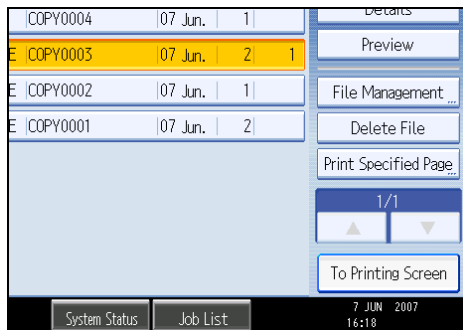 COPY0004 07 Jun. 1
Details
E COPY0003 07 Jun. 2 1
Preview
E COPY0002 07 Jun. 1
File Management
E COPY0001 07 Jun. 2
Delete File
Print Specified Page
1/1
To Printing Screen
System Status Job List
7 JUN 2007
16:18